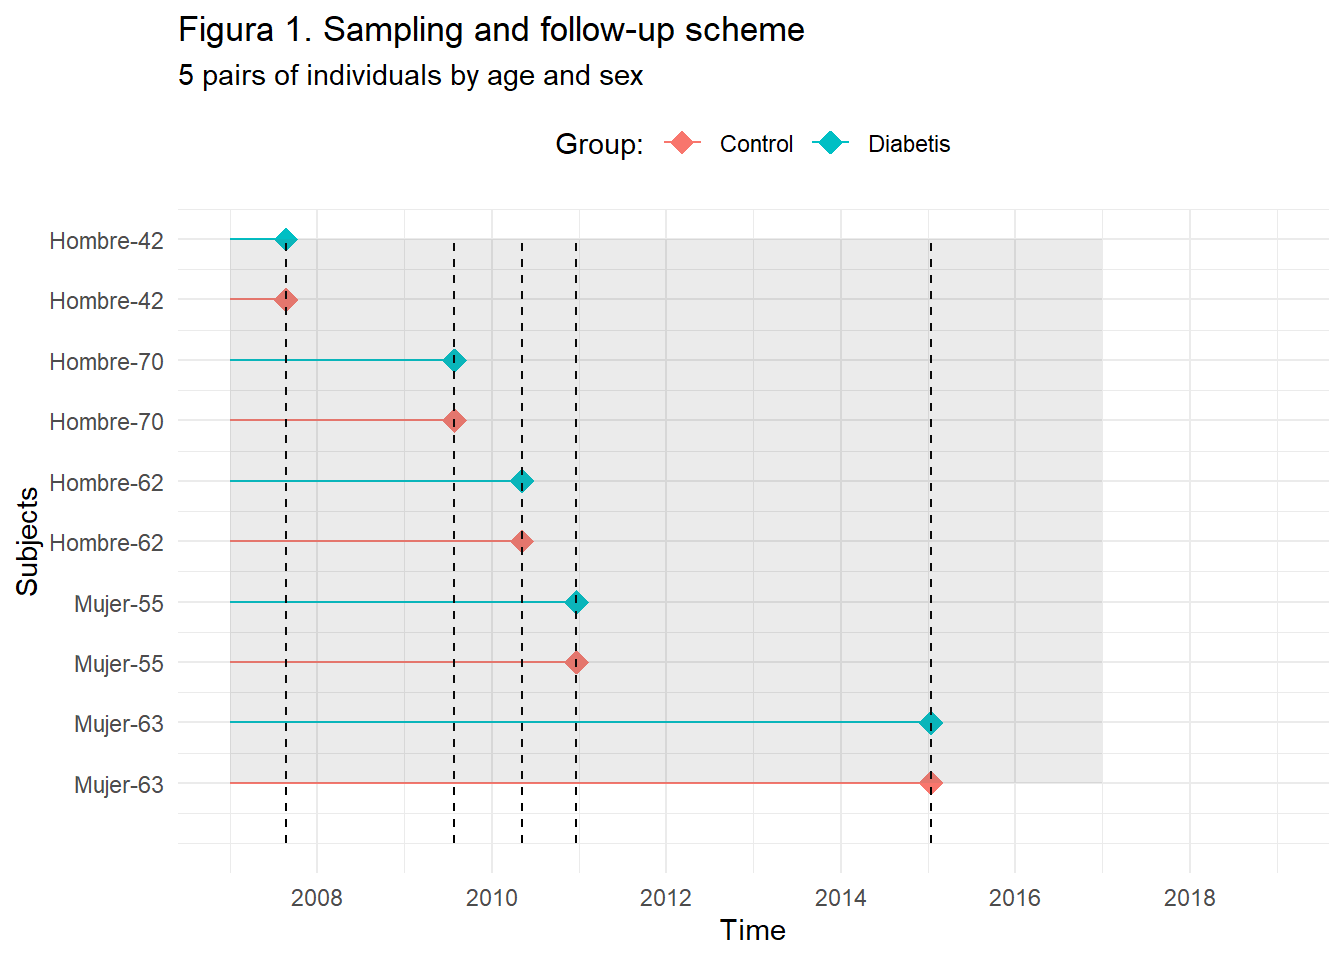 Figura 1. Sampling and follow-up scheme
5 pairs of individuals by age and sex
Group: Control Diabetis
Hombre-42
Hombre-42
Hombre-70
Hombre-70
Hombre-62
Hombre-62
Mujer-55
Mujer-55
Mujer-63
Mujer-63
Subjects
2008 2010 2012 2014 2016 2018
Time